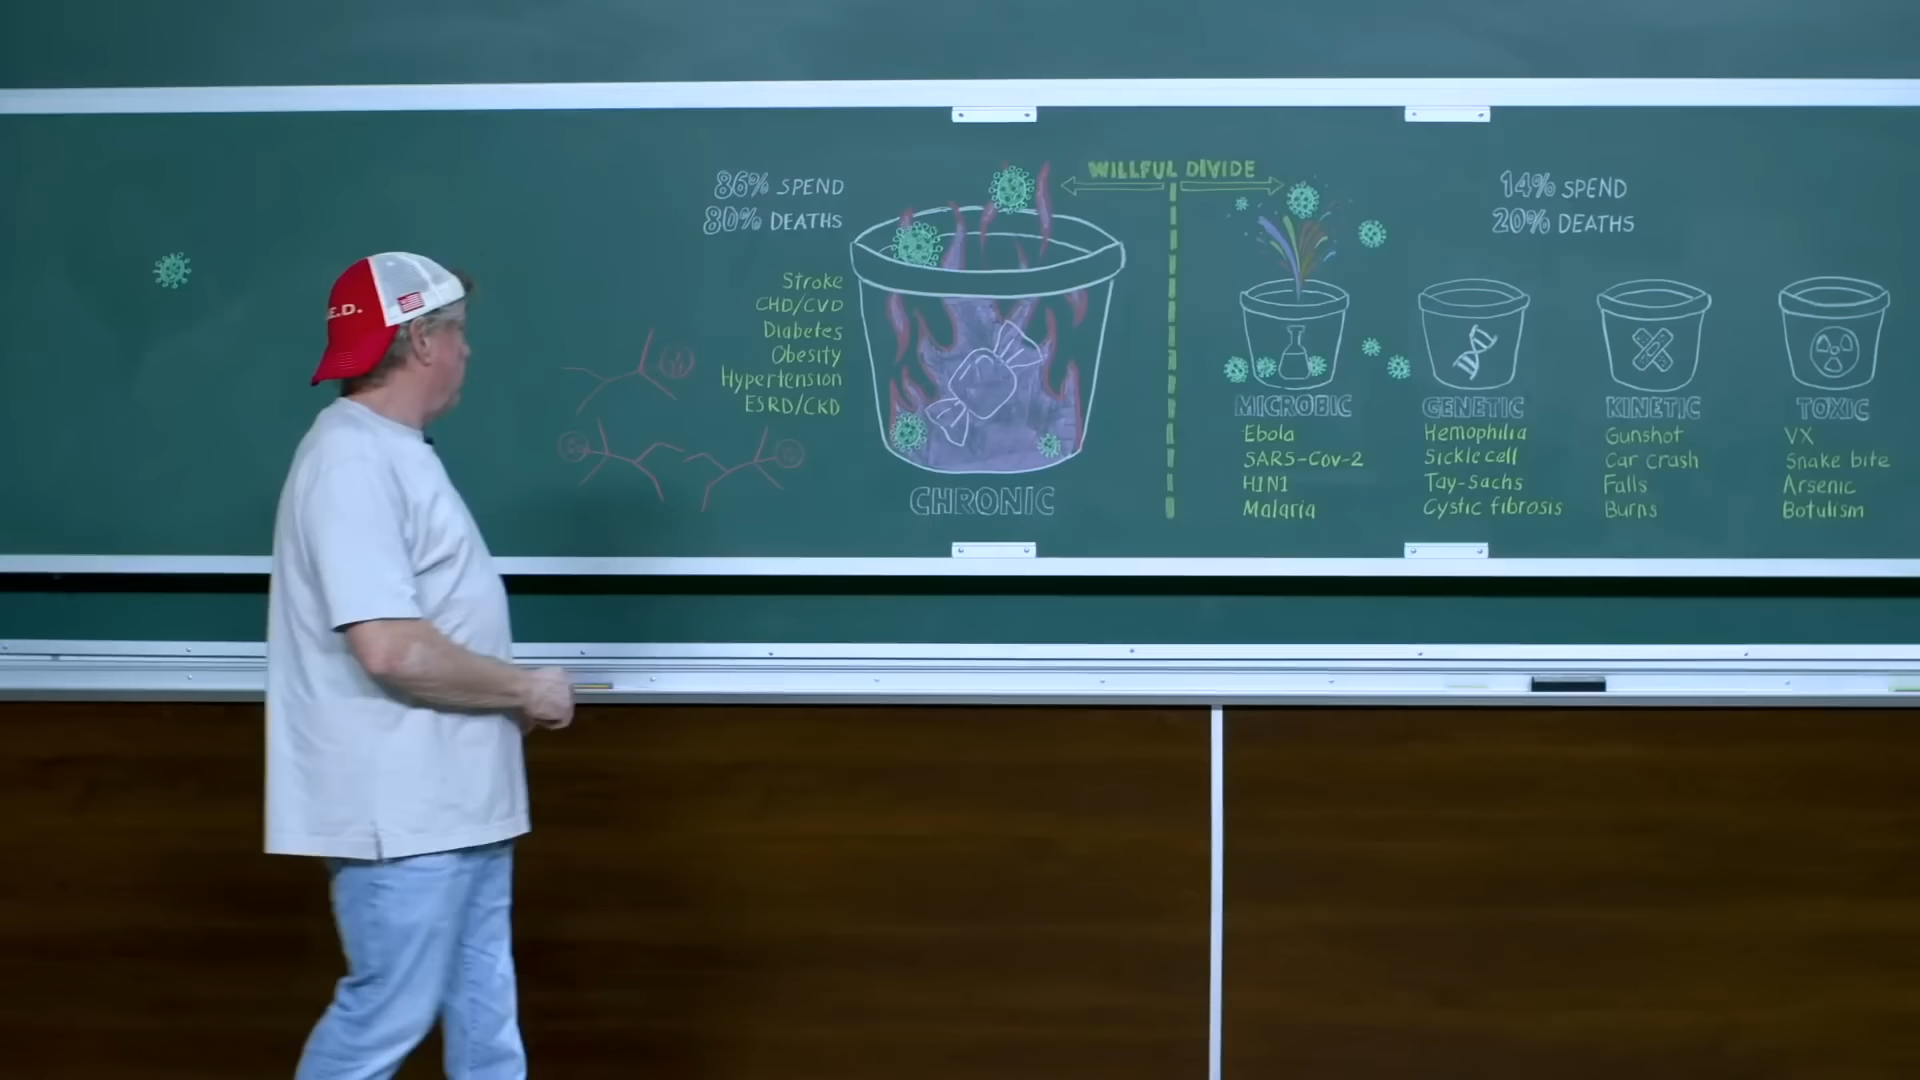 WILLFUL DIVIDE
86% SPEND
80% DEATHS
14% SPEND
20% DEATHS
Stroke
CHD/CVD
Diabetes
Obesity
Hypertension
ESRD/CKD
CHRONIC
MICROBIC
Ebola
SARS-Cov-2
H1N1
Malaria
GENETIC
Hemophilia
Sickle cell
Tay-Sachs
Cystic fibrosis
KINETIC
Gunshot
Car crash
Falls
Burns
TOXIC
VX
Snake bite
Arsenic
Botulism
E.D.